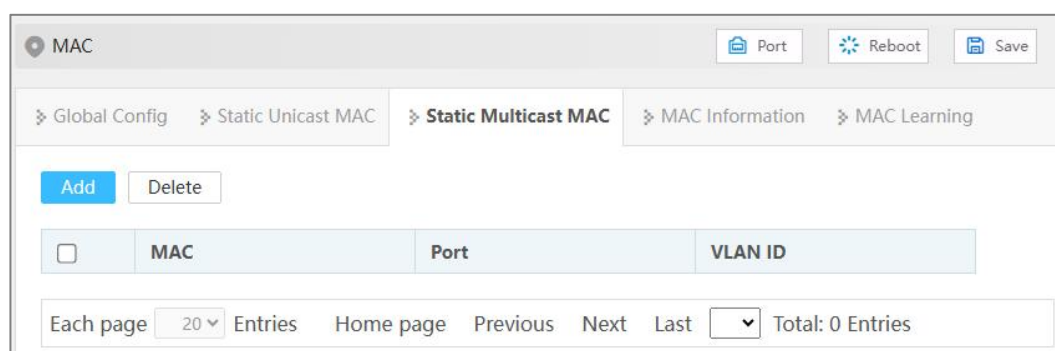 MAC Port Reboot Save
Global Config Static Unicast MAC Static Multicast MAC MAC Information MAC Learning
Add Delete
MAC Port VLAN ID
Each page 20 Entries Home page Previous Next Last Total: 0 Entries